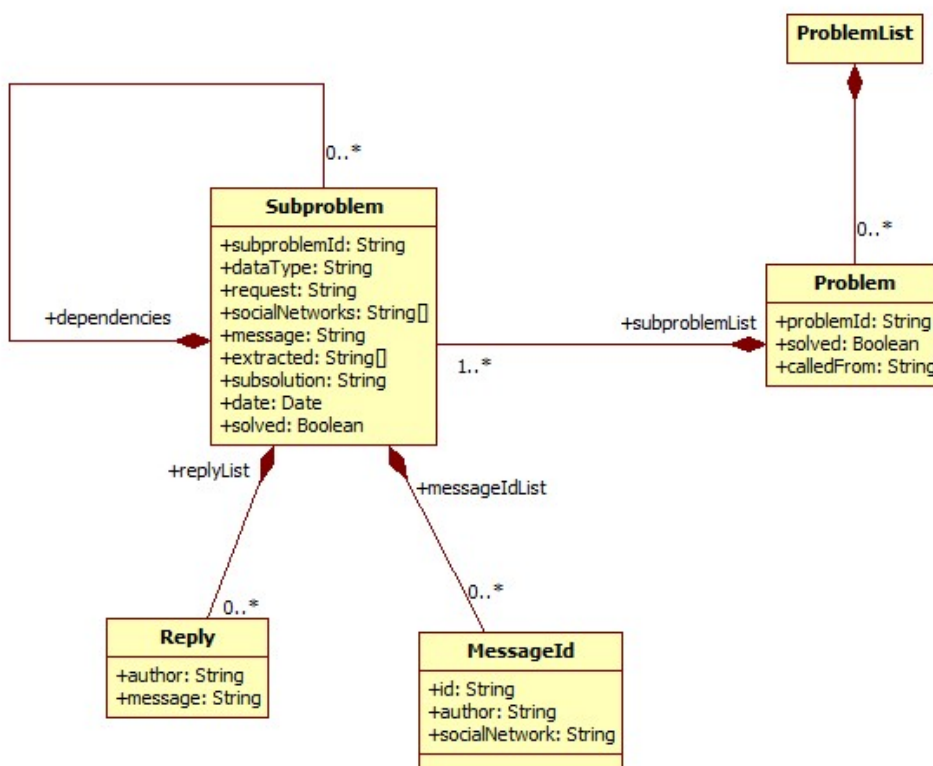 ProblemList
0..*
0..*
Subproblem
+subproblemId: String
+dataType: String
+request: String
+socialNetworks: String[]
+message: String
+extracted: String[]
+subsolution: String
+date: Date
+solved: Boolean
+dependencies
+subproblemList
1..*
Problem
+problemId: String
+solved: Boolean
+calledFrom: String
+replyList
+messageIdList
0..*
0..*
Reply
+author: String
+message: String
MessageId
+id: String
+author: String
+socialNetwork: String